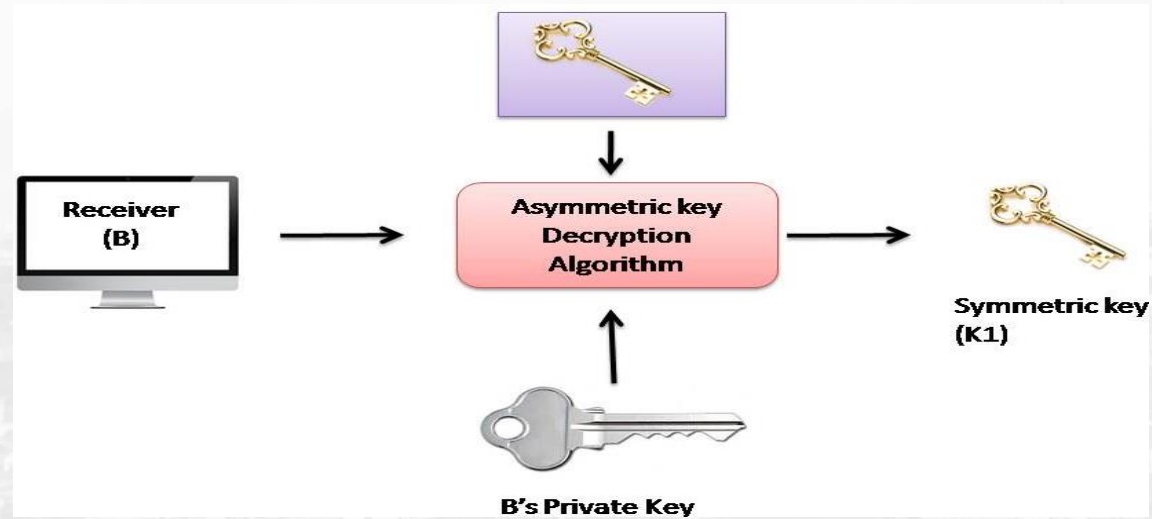 Receiver
(B)
Asymmetric key
Decryption
Algorithm
Symmetric key
(K1)
B's Private Key